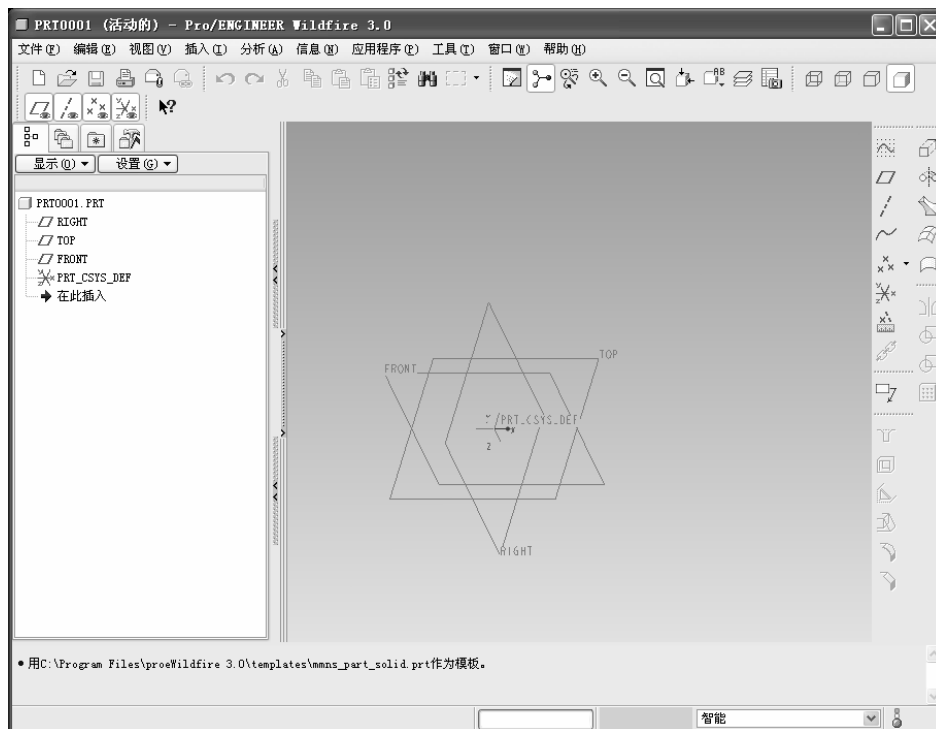 PRT0001 (活动的) - Pro/ENGINEER Wildfire 3.0
文件(F) 编辑(E) 视图(V) 插入(I) 分析(A) 信息(N) 应用程序(P) 工具(T) 窗口(W) 帮助(H)
显示(O) 设置(G)
PRT0001.PRT
RIGHT
TOP
FRONT
PRT_CSYS_DEF
在此插入
TOP
FRONT
PRT_CSYS_DEF
X
Z
RIGHT
用C:\Program Files\proeWildfire 3.0\templates\mmns_part_solid.prt作为模板。
智能